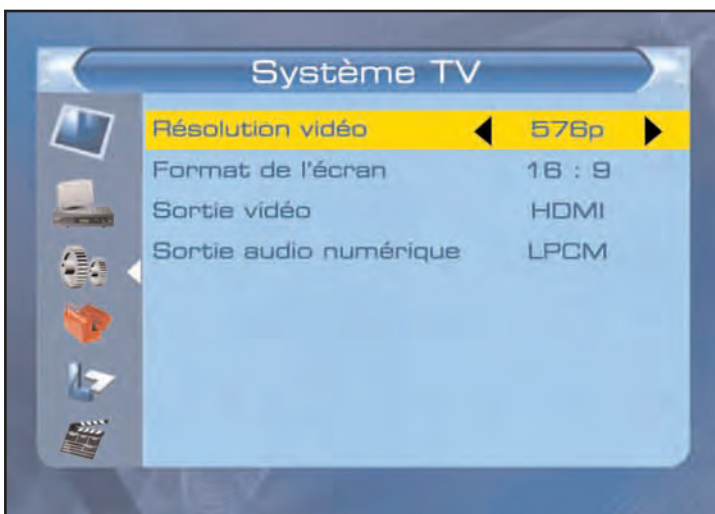 Système TV
Résolution vidéo 576p
Format de l'écran 16 : 9
Sortie vidéo HDMI
Sortie audio numérique LPCM